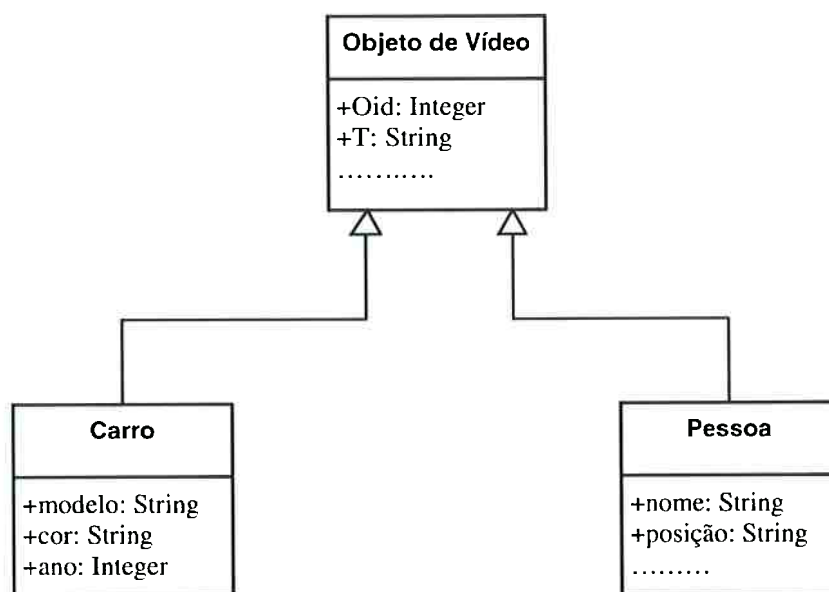 Objeto de Vídeo
+Oid: Integer
+T: String
...........
Carro
+modelo: String
+cor: String
+ano: Integer
Pessoa
+nome: String
+posição: String
.........